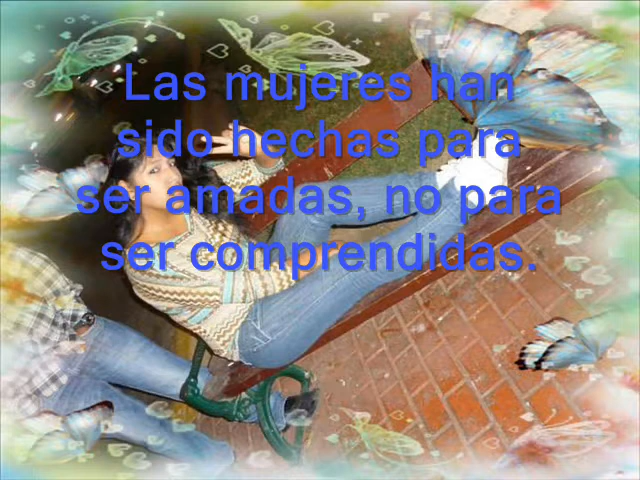 Las mujeres han
sido hechas para
ser amadas, no para
ser comprendidas.